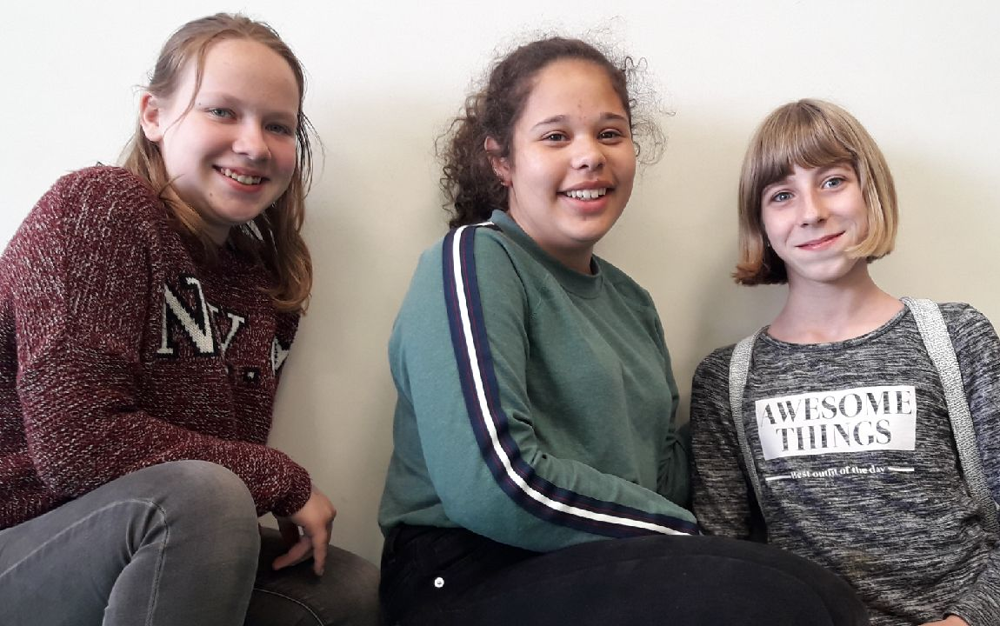 NY
AWESOME
THINGS
Best outfit of the day